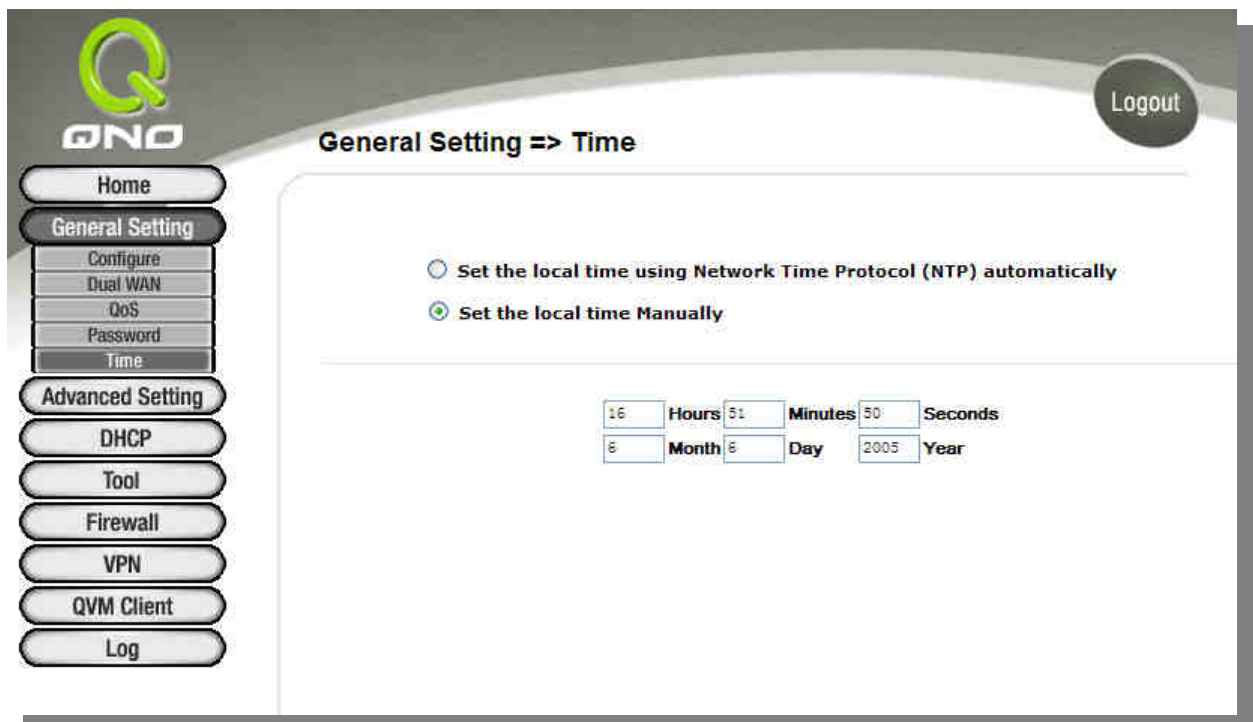 QNO
Logout
General Setting => Time
Home
General Setting
Configure
Dual WAN
QoS
Password
Time
Advanced Setting
DHCP
Tool
Firewall
VPN
QVM Client
Log
Set the local time using Network Time Protocol (NTP) automatically
Set the local time Manually
16 Hours 51 Minutes 50 Seconds
6 Month 6 Day 2005 Year